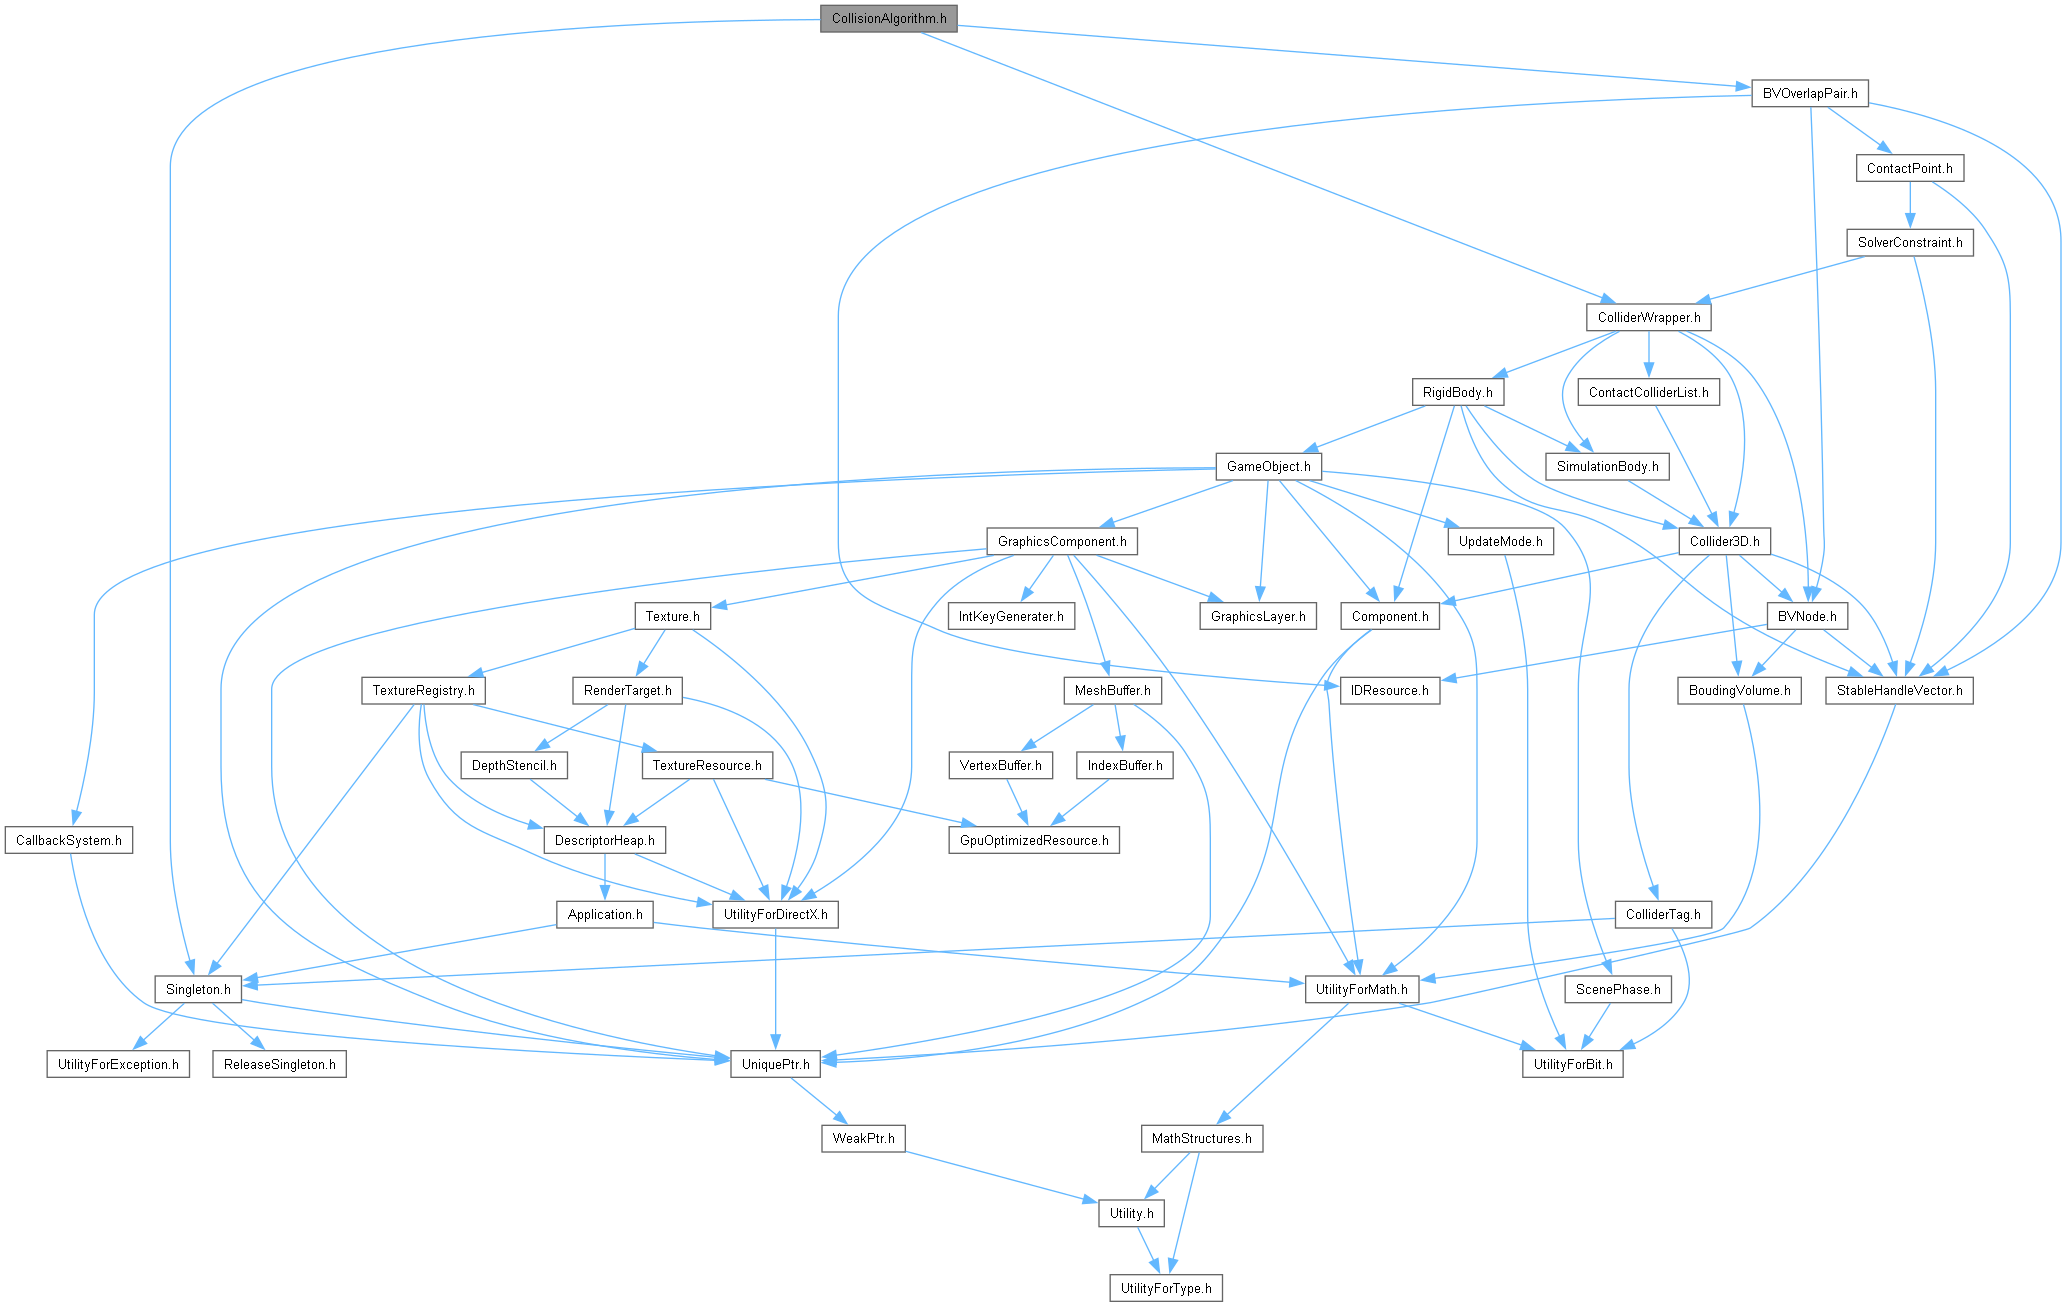 CollisionAlgorithm.h
BVOverlapPair.h
ContactPoint.h
SolverConstraint.h
ColliderWrapper.h
RigidBody.h
ContactColliderList.h
GameObject.h
SimulationBody.h
GraphicsComponent.h
UpdateMode.h
Collider3D.h
Texture.h
IntKeyGenerater.h
GraphicsLayer.h
Component.h
BVNode.h
TextureRegistry.h
RenderTarget.h
MeshBuffer.h
IDResource.h
BoudingVolume.h
StableHandleVector.h
DepthStencil.h
TextureResource.h
VertexBuffer.h
IndexBuffer.h
CallbackSystem.h
DescriptorHeap.h
GpuOptimizedResource.h
Application.h
UtilityForDirectX.h
ColliderTag.h
Singleton.h
UtilityForMath.h
ScenePhase.h
UtilityForException.h
ReleaseSingleton.h
UniquePtr.h
UtilityForBit.h
WeakPtr.h
MathStructures.h
Utility.h
UtilityForType.h